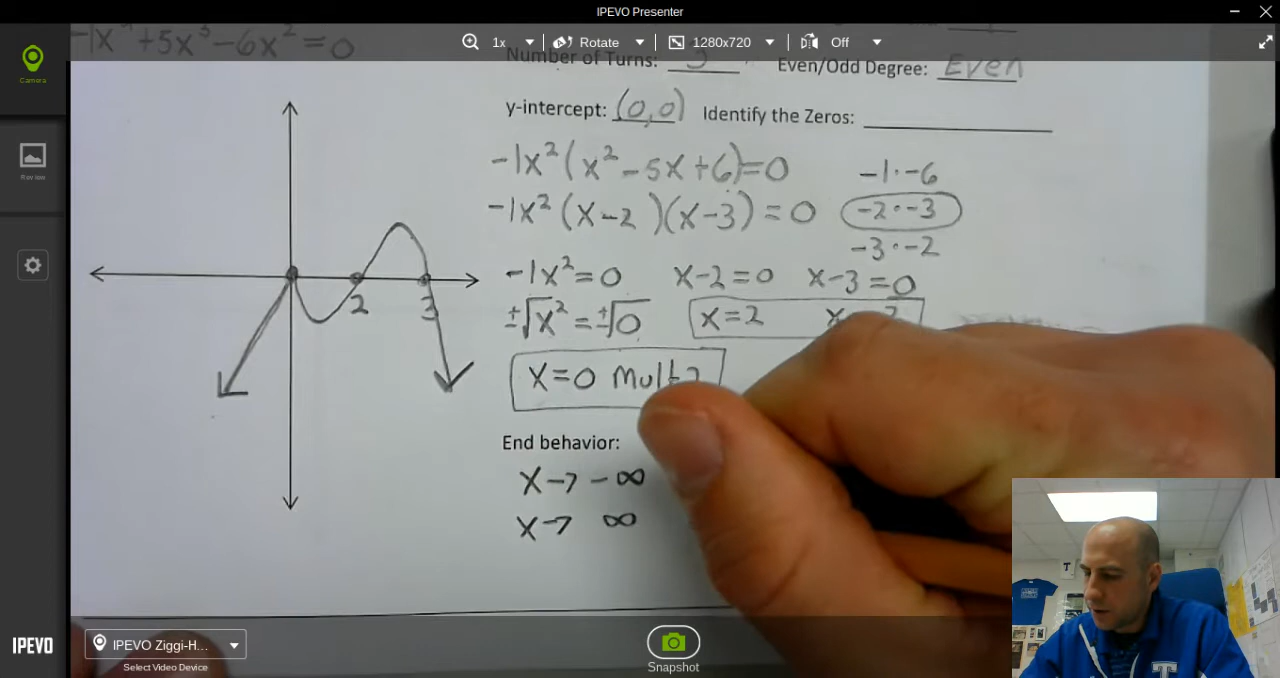 IPEVO Presenter
-1x⁴+5x³-6x²=0
1x Rotate 1280x720 Off
Camera
Number of Turns: 3 Even/Odd Degree: Even
y-intercept: (0,0) Identify the Zeros:
Review
-1x²(x²-5x+6)=0 -1·-6
-1x²(x-2)(x-3)=0 -2·-3
-3·-2
-1x²=0 x-2=0 x-3=0
2 3
±√x²=±√0 x=2
x=0 mult 2
End behavior:
x→-∞
x→ ∞
IPEVO
IPEVO Ziggi-H...
Select Video Device
Snapshot
T
T